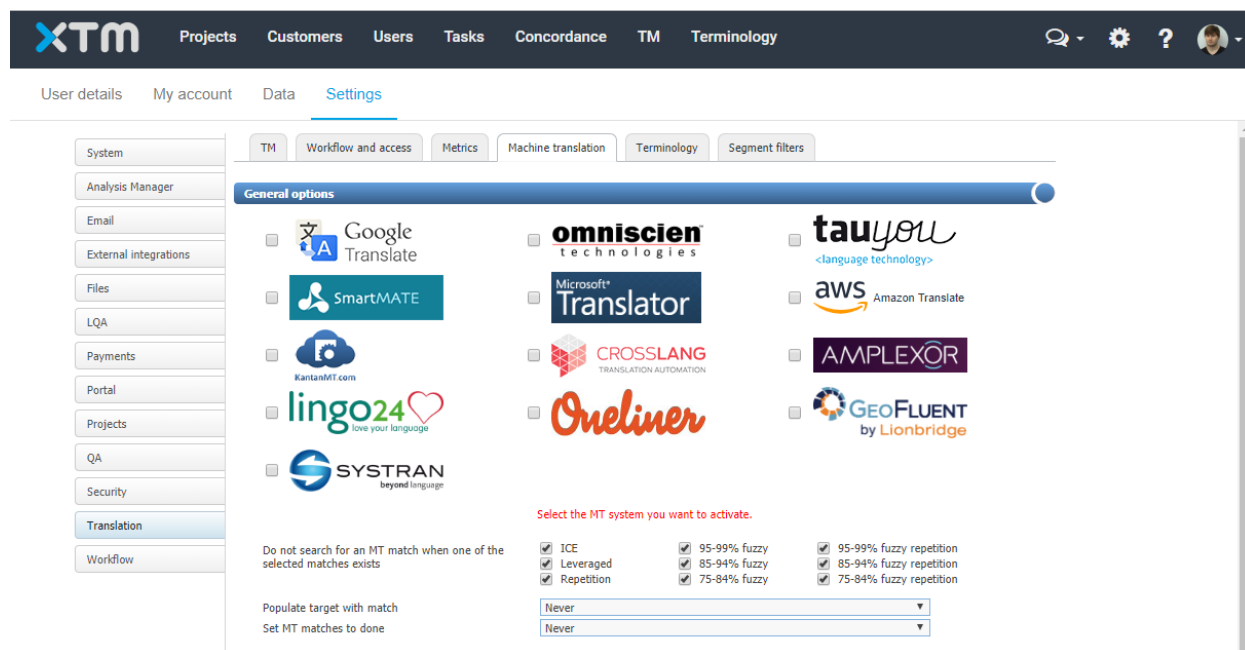 XTM Projects Customers Users Tasks Concordance TM Terminology ?
User details My account Data Settings
System
Analysis Manager
Email
External integrations
Files
LQA
Payments
Portal
Projects
QA
Security
Translation
Workflow
TM Workflow and access Metrics Machine translation Terminology Segment filters
General options
文A Google Translate
omniscien technologies
tauyou <language technology>
SmartMATE
Microsoft® Translator
aws Amazon Translate
KantanMT.com
CROSSLANG TRANSLATION AUTOMATION
AMPLEXOR
lingo24 love your language
Oneliner
GEOFLUENT by Lionbridge
SYSTRAN beyond language
Select the MT system you want to activate.
Do not search for an MT match when one of the
selected matches exists
ICE 95-99% fuzzy 95-99% fuzzy repetition
Leveraged 85-94% fuzzy 85-94% fuzzy repetition
Repetition 75-84% fuzzy 75-84% fuzzy repetition
Populate target with match Never
Set MT matches to done Never